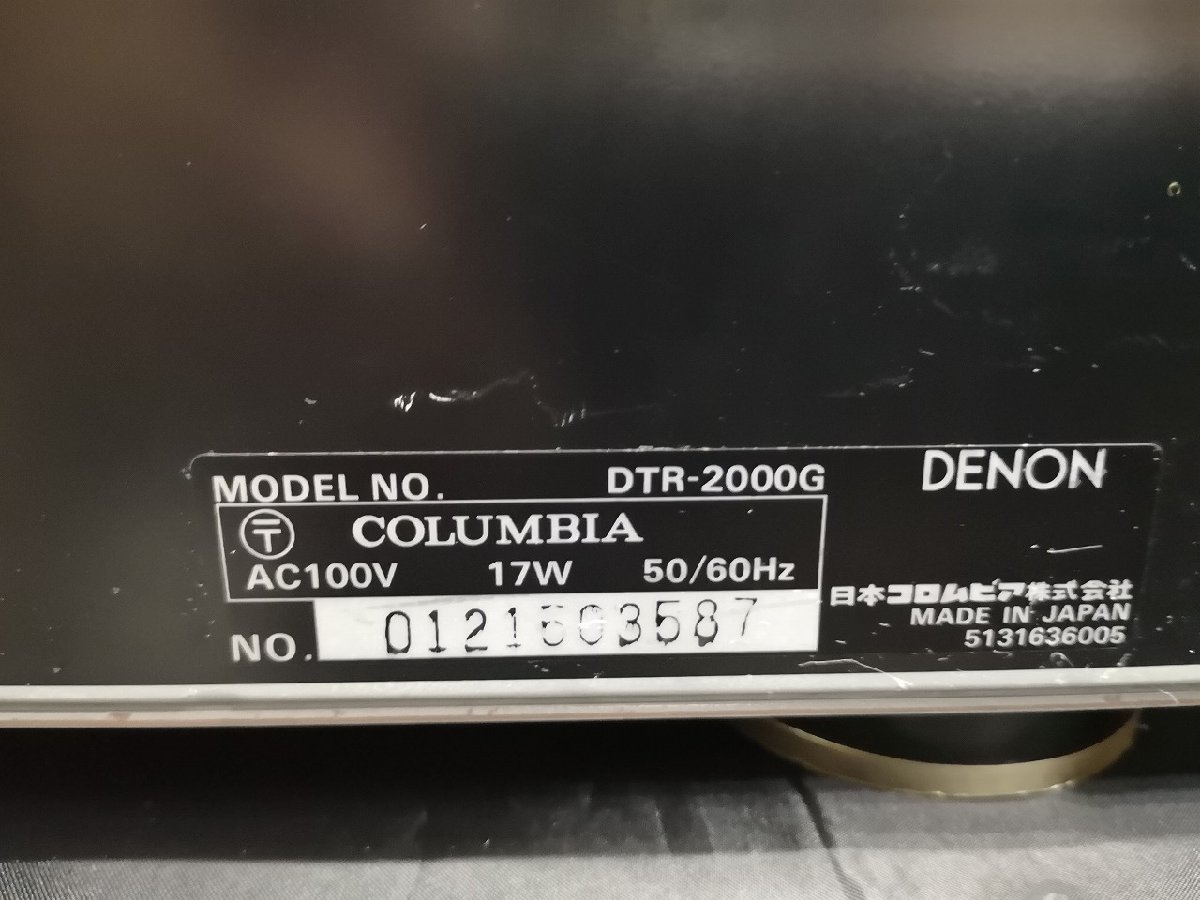 MODEL NO. DTR-2000G DENON
〒 COLUMBIA
AC100V 17W 50/60Hz
日本コロムビア株式会社
MADE IN JAPAN
5131636005
NO.